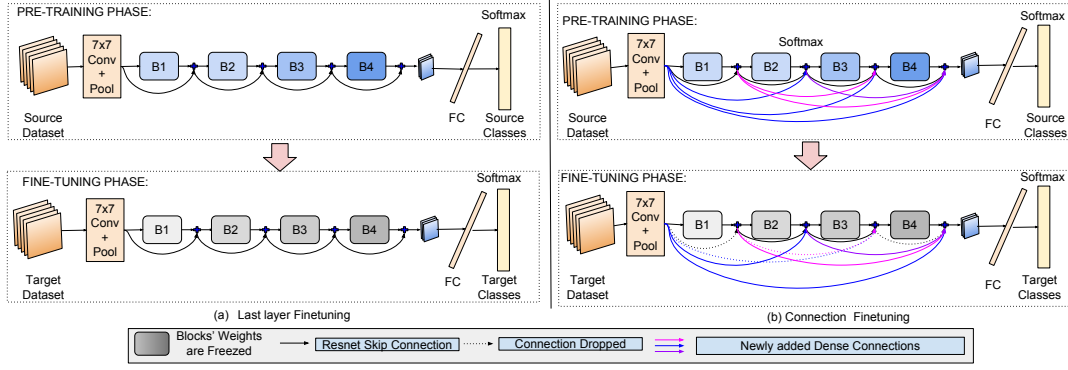 PRE-TRAINING PHASE:
Softmax
7x7
Conv
+
Pool
B1
B2
B3
B4
Source
Dataset
FC
Source
Classes
FINE-TUNING PHASE:
Softmax
7x7
Conv
+
Pool
B1
B2
B3
B4
Target
Dataset
FC
Target
Classes
(a) Last layer Finetuning
PRE-TRAINING PHASE:
Softmax
7x7
Conv
+
Pool
Softmax
B1
B2
B3
B4
Source
Dataset
FC
Source
Classes
FINE-TUNING PHASE:
Softmax
7x7
Conv
+
Pool
B1
B2
B3
B4
Target
Dataset
FC
Target
Classes
(b) Connection Finetuning
Blocks' Weights
are Freezed
Resnet Skip Connection
Connection Dropped
Newly added Dense Connections